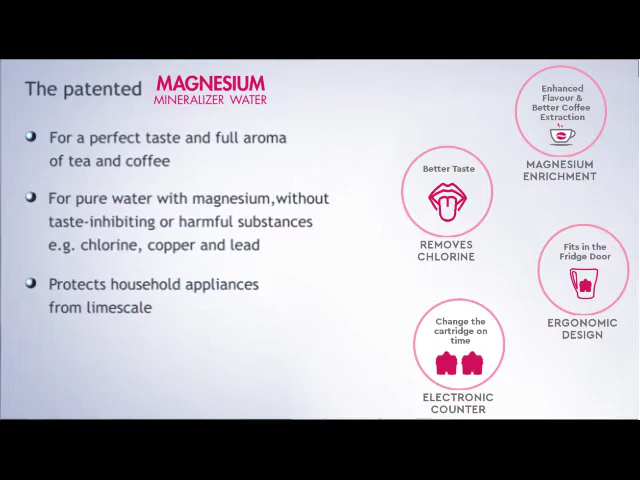 The patented MAGNESIUM
MINERALIZER WATER
For a perfect taste and full aroma
of tea and coffee
For pure water with magnesium,without
taste-inhibiting or harmful substances
e.g. chlorine, copper and lead
Protects household appliances
from limescale
Enhanced
Flavour &
Better Coffee
Extraction
MAGNESIUM
ENRICHMENT
Better Taste
REMOVES
CHLORINE
Fits in the
Fridge Door
ERGONOMIC
DESIGN
Change the
cartridge on
time
ELECTRONIC
COUNTER